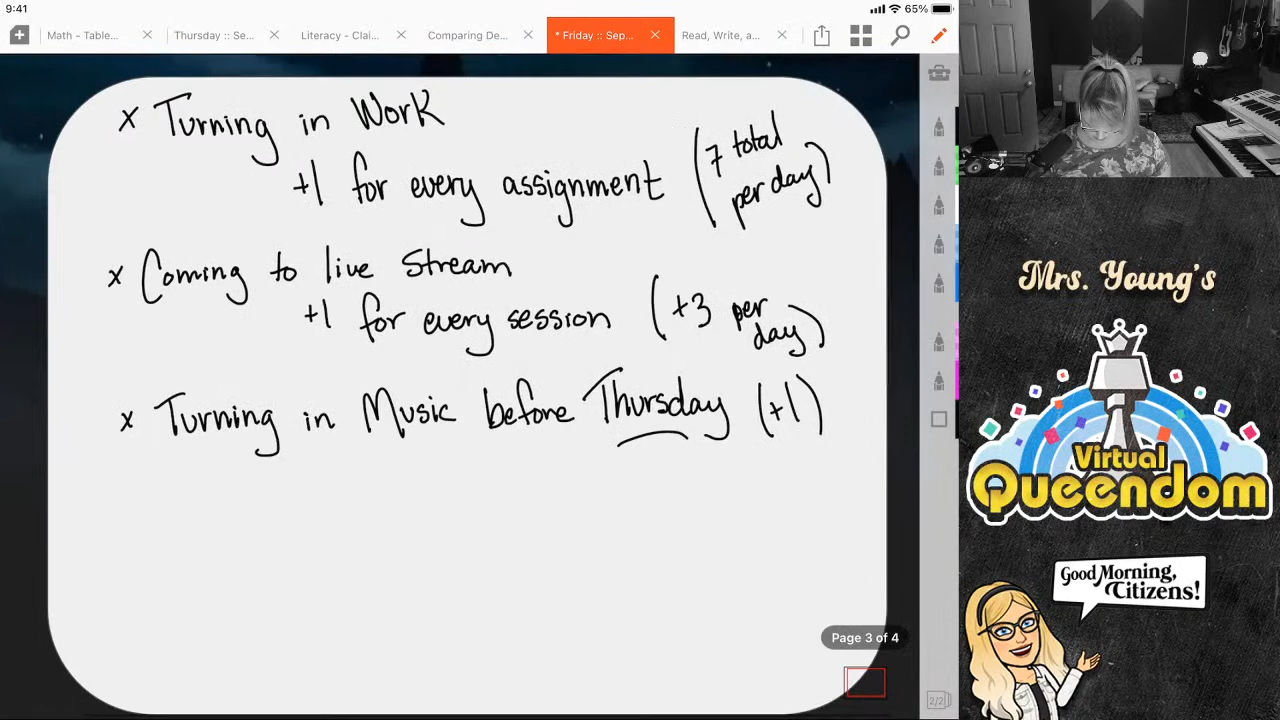 9:41
65%
Math - Table...
Thursday :: Se...
Literacy - Clai...
Comparing De...
* Friday :: Sep...
Read, Write, a...
x Turning in Work
+1 for every assignment (7 total
per day)
x Coming to live stream
+1 for every session (+3 per
day)
x Turning in Music before Thursday (+1)
Page 3 of 4
2/2
Mrs. Young's
Virtual
Queendom
Good Morning,
Citizens!